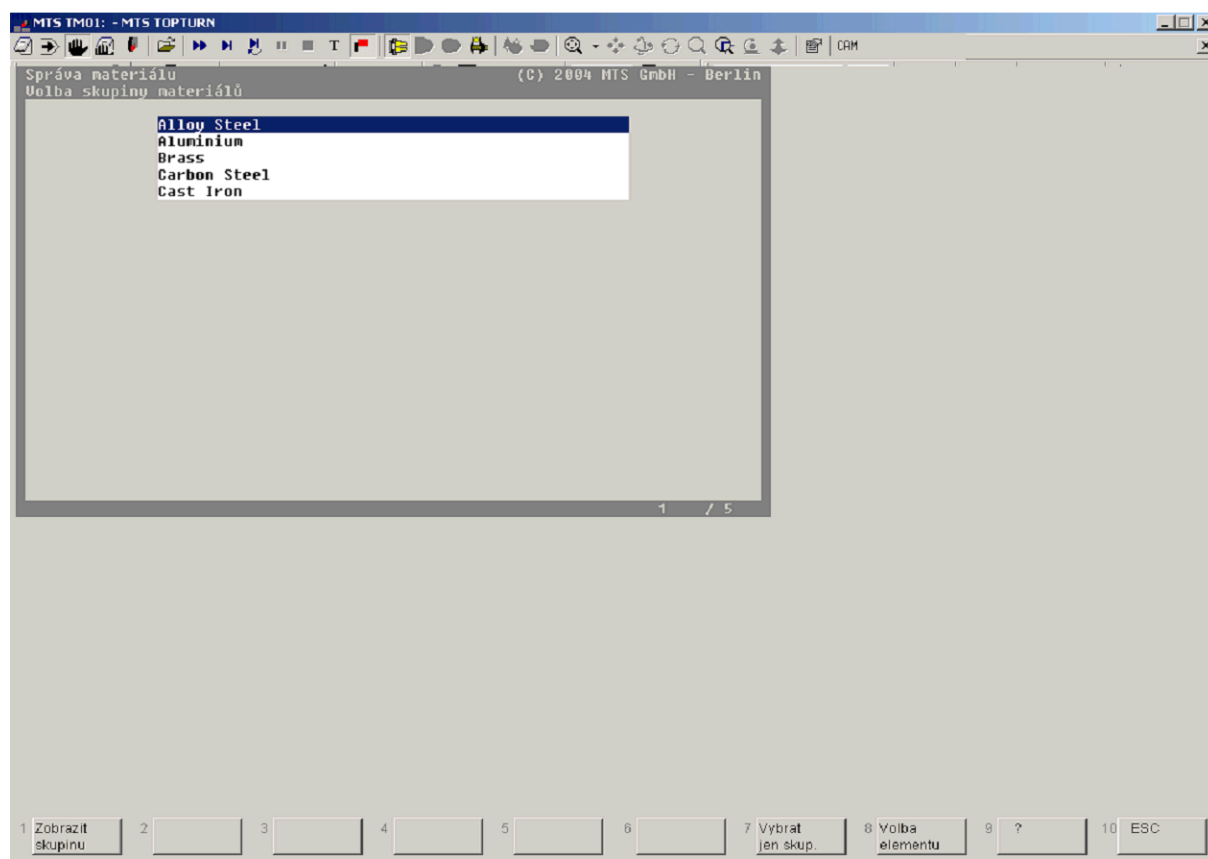 MTS TM01: - MTS TOPTURN
T CAM
Správa materiálu (C) 2004 MTS GmbH - Berlin
Volba skupiny materiálů
Alloy Steel
Aluminium
Brass
Carbon Steel
Cast Iron
1 / 5
1 Zobrazit skupinu 2 3 4 5 6 7 Vybrat jen skup. 8 Volba elementu 9 ? 10 ESC